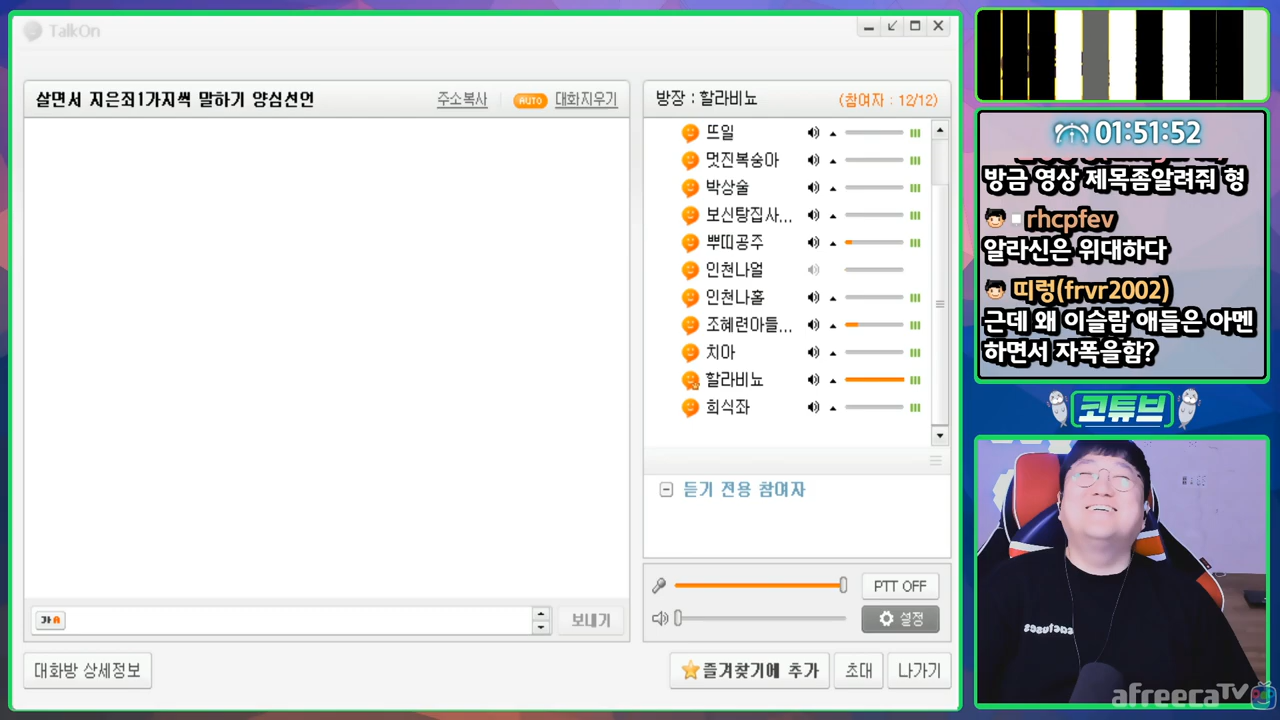 TalkOn
살면서 지은죄1가지씩 말하기 양심선언
주소복사
AUTO 대화지우기
방장 : 할라비뇨
(참여자 : 12/12)
뜨일
멋진복숭아
박상술
보신탕집사...
뿌띠공주
인천나얼
인천나홀
조혜련아들...
치아
할라비뇨
희식좌
듣기 전용 참여자
PTT OFF
설정
가A
보내기
대화방 상세정보
즐겨찾기에 추가
초대
나가기
01:51:52
방금 영상 제목좀알려줘 형
rhcpfev
알라신은 위대하다
띠렁(frvr2002)
근데 왜 이슬람 애들은 아멘
하면서 자폭을함?
코튜브
afreecaTV